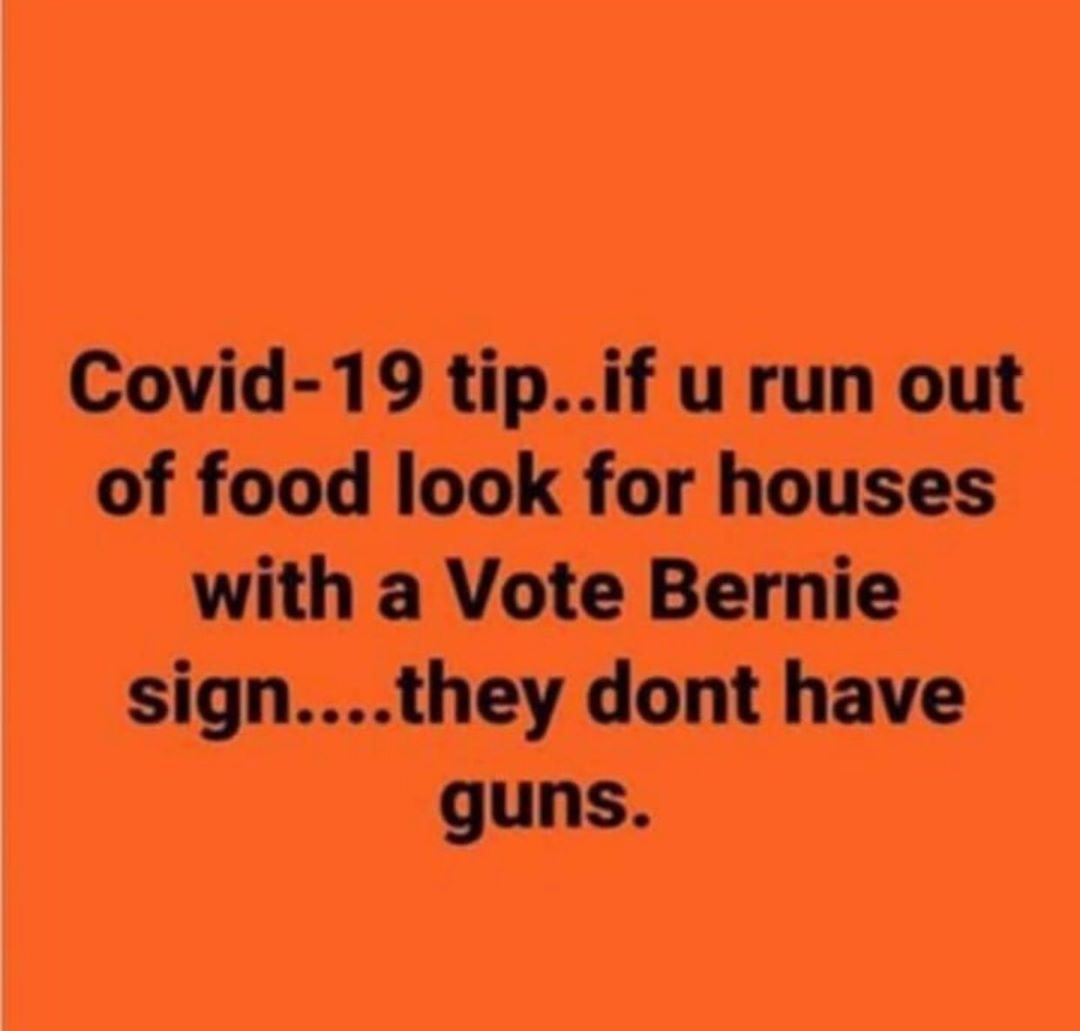 Covid-19 tip..if u run out
of food look for houses
with a Vote Bernie
sign....they dont have
guns.